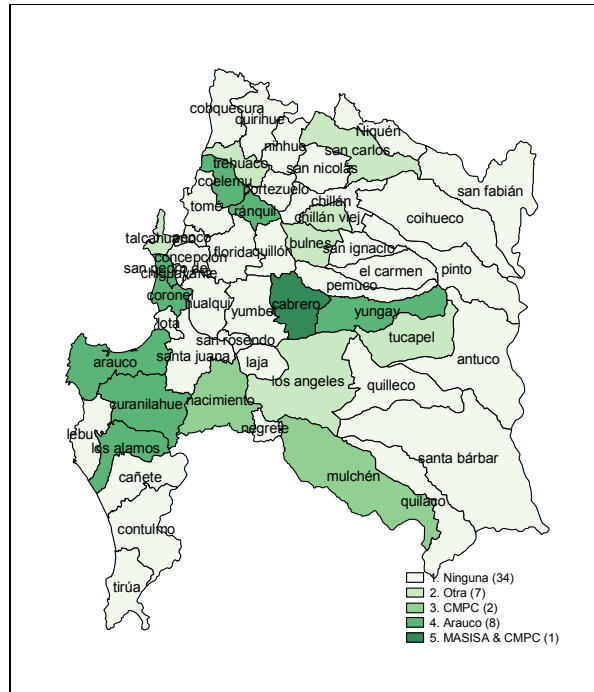 cobquecura
quirihue
Niquén
ninhue
san carlos
trehuaco
san nicolás
san fabián
coelemu
portezuelo
chillán
tomé
ránquil
chillán viej
coihueco
talcahuano
penco
bulnes
concepción
florida
quillón
san ignacio
san pedro de
chiguayante
el carmen
pinto
coronel
pemuco
hualqui
yumbel
cabrero
yungay
lota
san rosendo
tucapel
arauco
santa juana
laja
antuco
los angeles
quilleco
curanilahue
nacimiento
lebu
negrete
los alamos
santa bárbar
cañete
mulchén
quilaco
contulmo
tirúa
1. Ninguna (34)
2. Otra (7)
3. CMPC (2)
4. Arauco (8)
5. MASISA & CMPC (1)